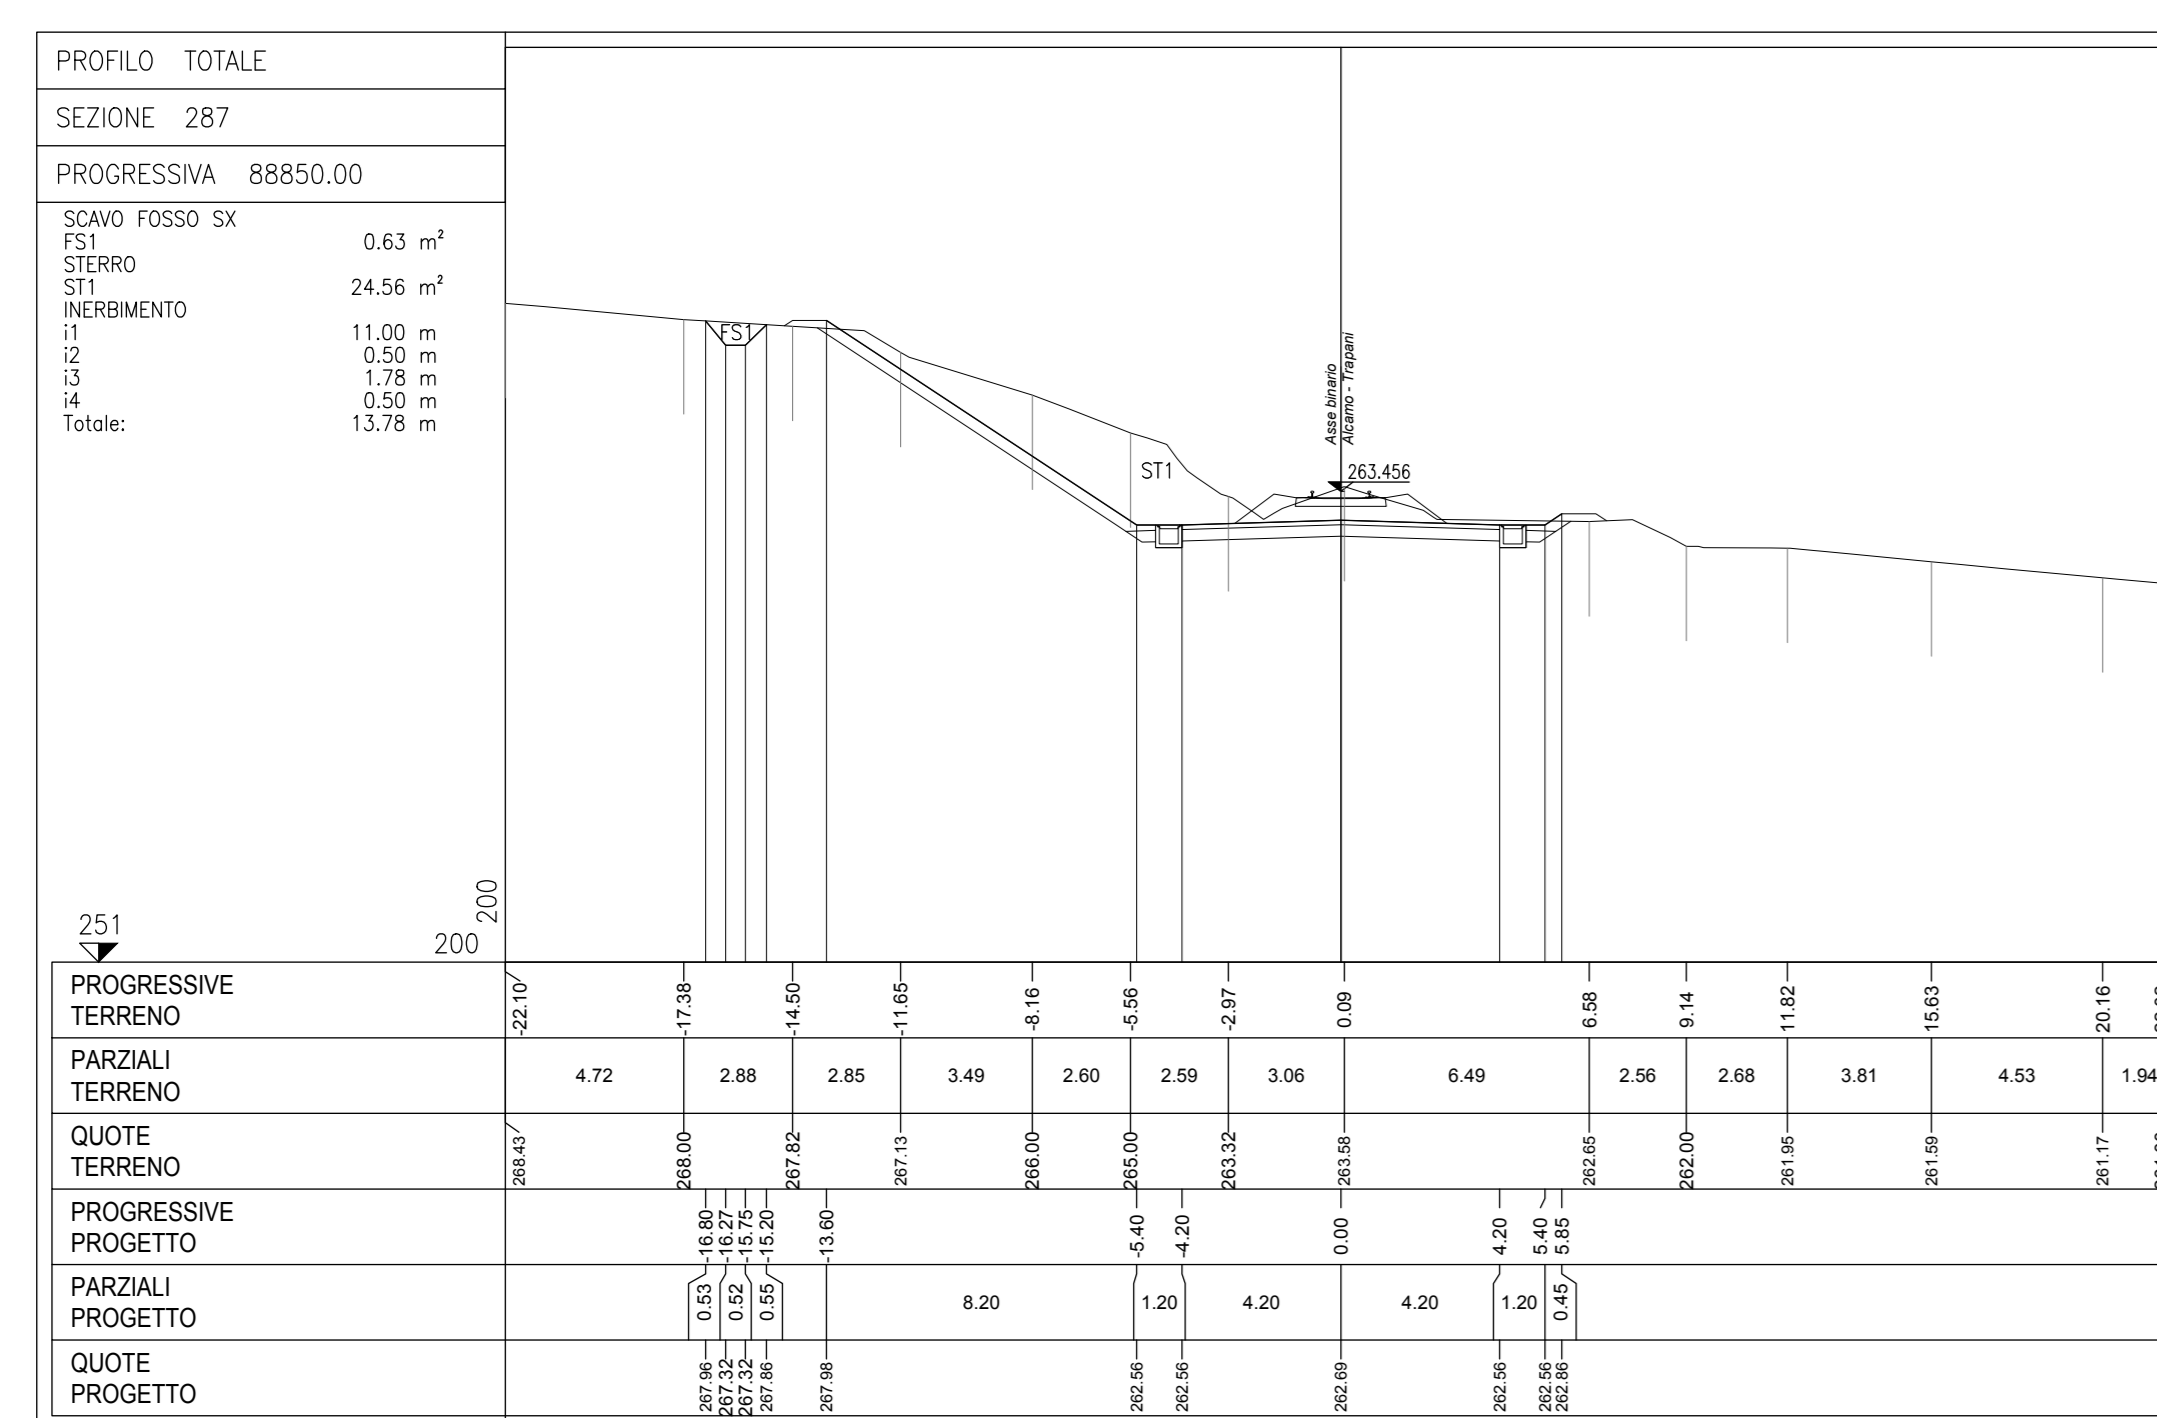 PROFILO TOTALE
SEZIONE 287
PROGRESSIVA 88850.00
SCAVO FOSSO SX
FS1 0.63 m²
STERRO
ST1 24.56 m²
INERBIMENTO
i1 11.00 m
i2 0.50 m
i3 1.78 m
i4 0.50 m
Totale: 13.78 m
FS1
ST1
Asse binario
Alcamo - Trapani
263.456
251
200
200
PROGRESSIVE
TERRENO
-22.10 -17.38 -14.50 -11.65 -8.16 -5.56 -2.97 0.09 6.58 9.14 11.82 15.63 20.16
PARZIALI
TERRENO
4.72 2.88 2.85 3.49 2.60 2.59 3.06 6.49 2.56 2.68 3.81 4.53 1.94
QUOTE
TERRENO
268.43 268.00 267.82 267.13 266.00 265.00 263.32 263.58 262.65 262.00 261.95 261.59 261.17
PROGRESSIVE
PROGETTO
-16.80 -16.27 -15.75 -15.20 -13.60 -5.40 -4.20 0.00 4.20 5.40 5.85
PARZIALI
PROGETTO
0.53 0.52 0.55 8.20 1.20 4.20 4.20 1.20 0.45
QUOTE
PROGETTO
267.96 267.32 267.32 267.86 267.98 262.56 262.56 262.69 262.56 262.56 262.86